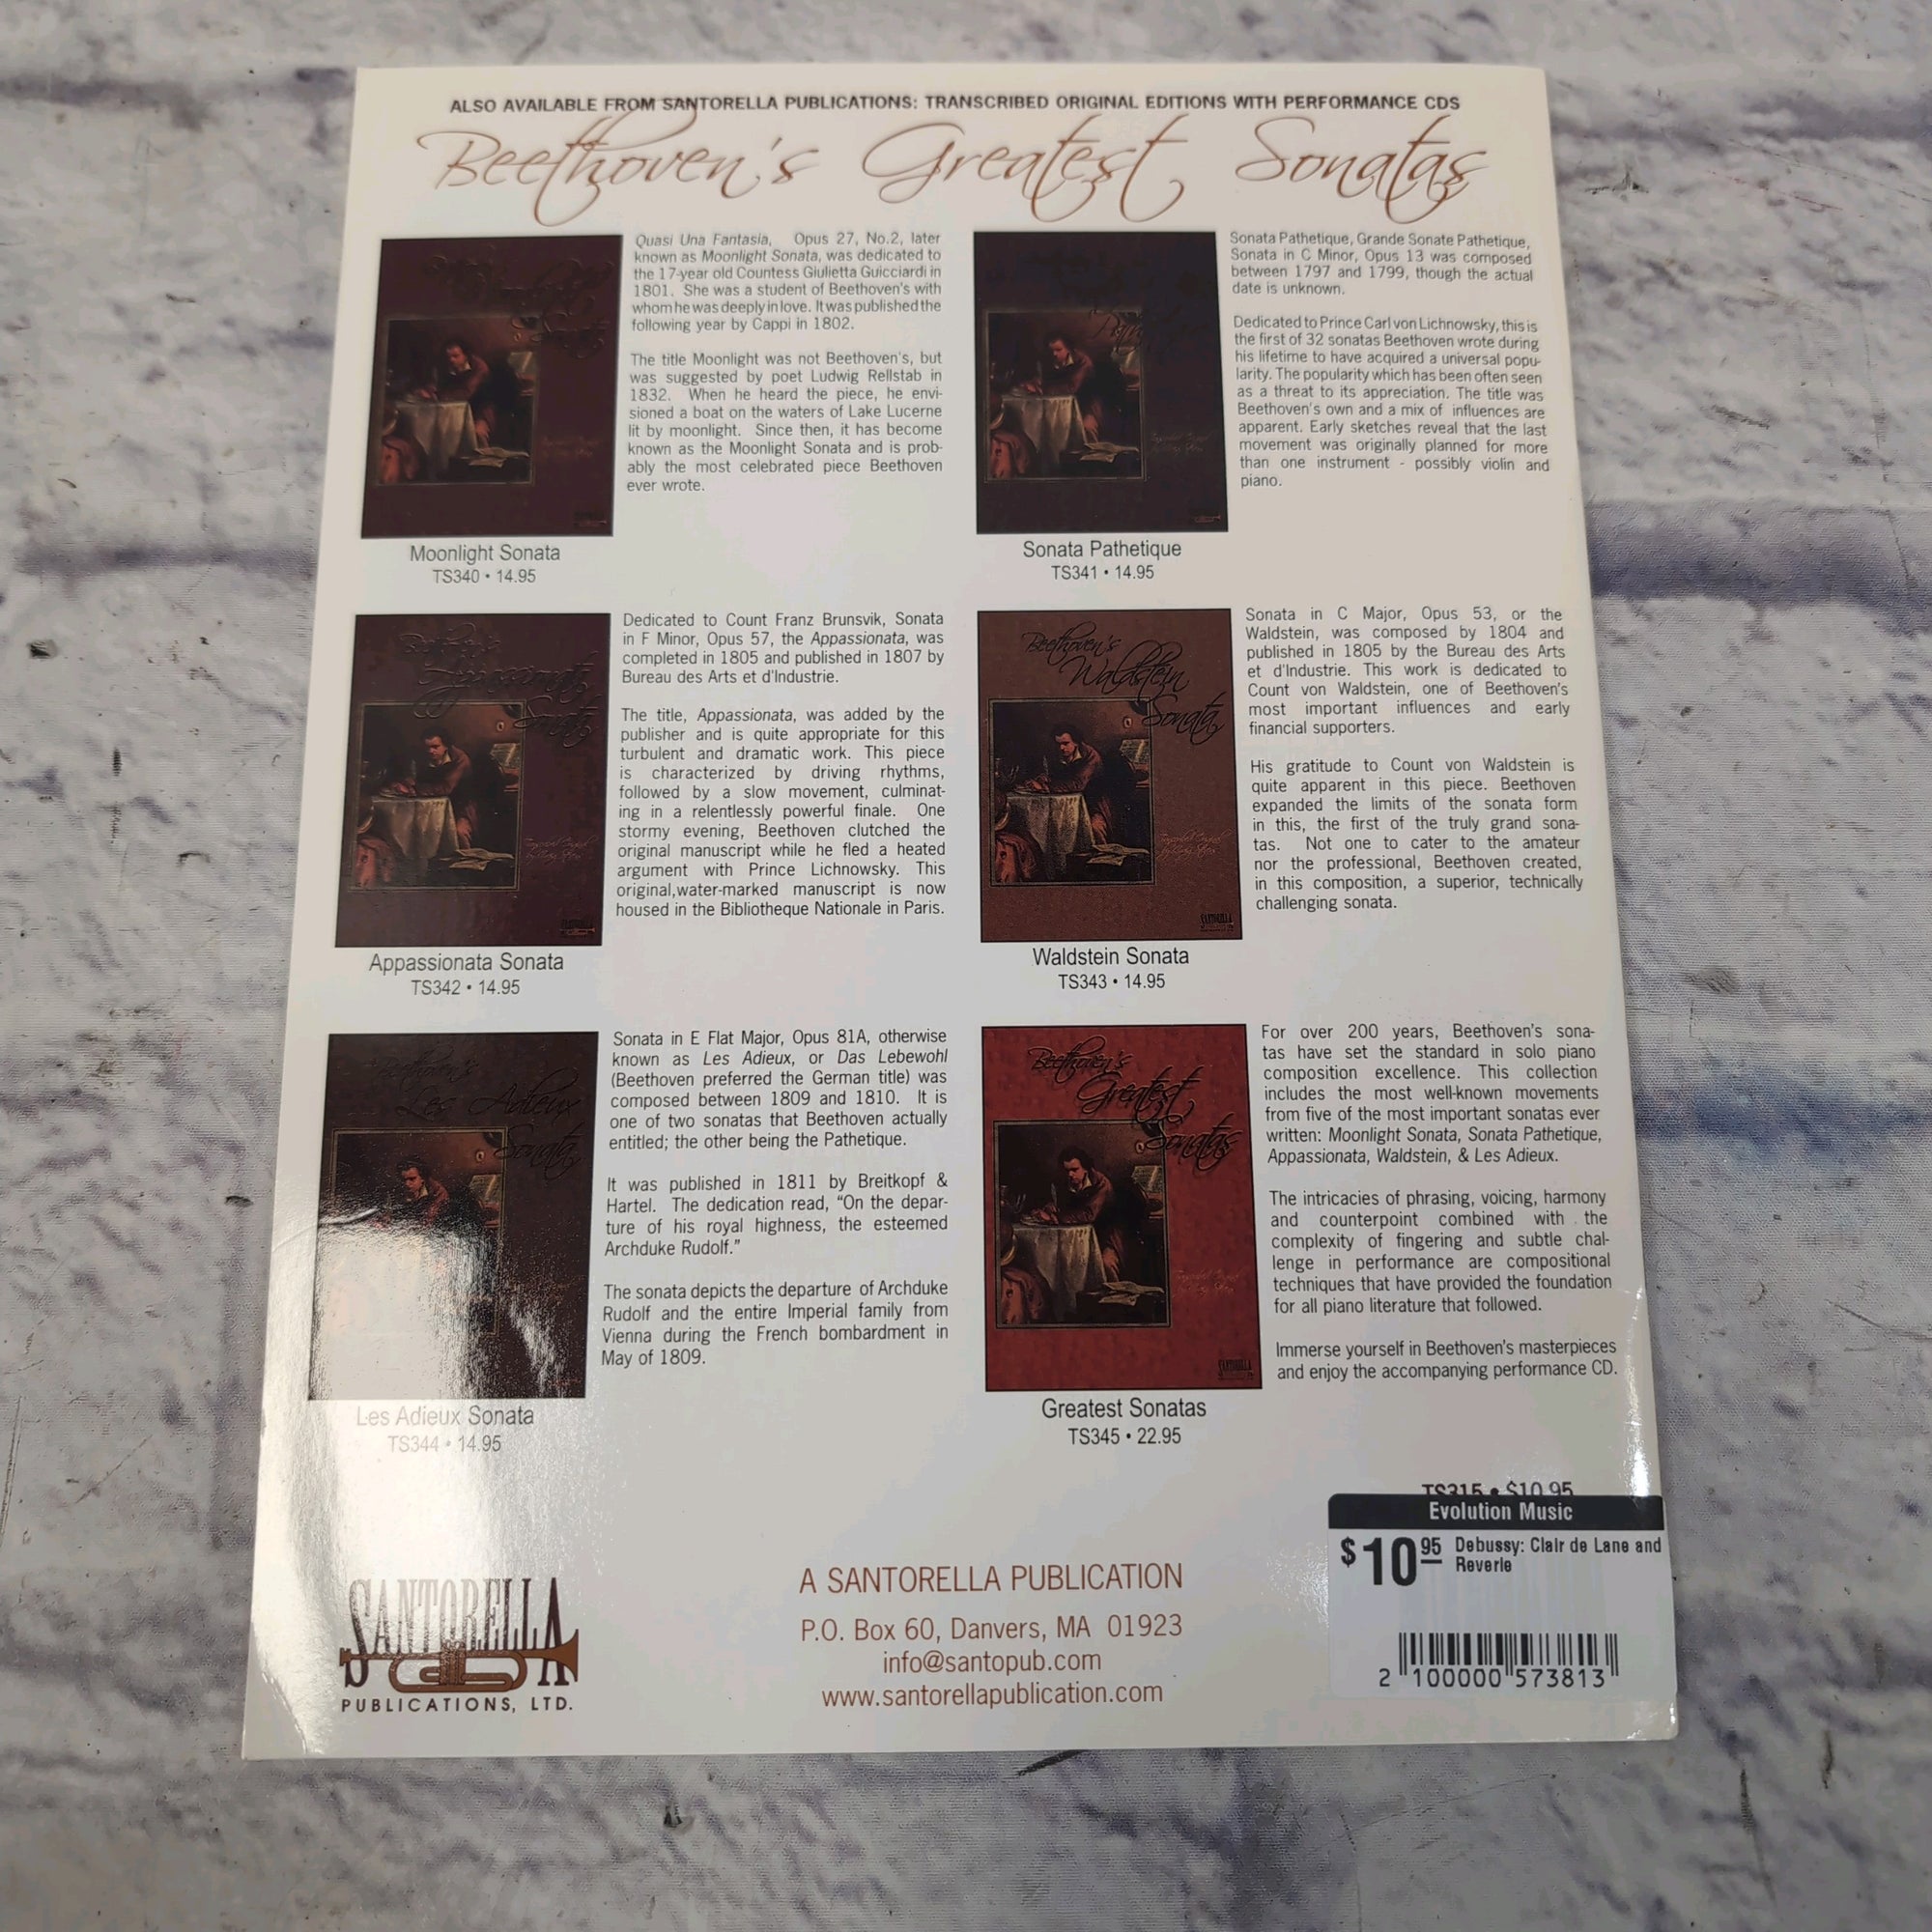 ALSO AVAILABLE FROM SANTORELLA PUBLICATIONS: TRANSCRIBED ORIGINAL EDITIONS WITH PERFORMANCE CDS
Beethoven's Greatest Sonatas
Quasi Una Fantasia, Opus 27, No.2, later
known as Moonlight Sonata, was dedicated to
the 17-year old Countess Giulietta Guicciardi in
1801. She was a student of Beethoven's with
whom he was deeply in love. It was published the
following year by Cappi in 1802.
The title Moonlight was not Beethoven's, but
was suggested by poet Ludwig Rellstab in
1832. When he heard the piece, he envi-
sioned a boat on the waters of Lake Lucerne
lit by moonlight. Since then, it has become
known as the Moonlight Sonata and is prob-
ably the most celebrated piece Beethoven
ever wrote.
Moonlight Sonata
TS340 • 14.95
Sonata Pathetique, Grande Sonate Pathetique,
Sonata in C Minor, Opus 13 was composed
between 1797 and 1799, though the actual
date is unknown.
Dedicated to Prince Carl von Lichnowsky, this is
the first of 32 sonatas Beethoven wrote during
his lifetime to have acquired a universal popu-
larity. The popularity which has been often seen
as a threat to its appreciation. The title was
Beethoven's own and a mix of influences are
apparent. Early sketches reveal that the last
movement was originally planned for more
than one instrument - possibly violin and
piano.
Sonata Pathetique
TS341 • 14.95
Beethoven's
Appassionata
Sonata
Dedicated to Count Franz Brunsvik, Sonata
in F Minor, Opus 57, the Appassionata, was
completed in 1805 and published in 1807 by
Bureau des Arts et d'Industrie.
The title, Appassionata, was added by the
publisher and is quite appropriate for this
turbulent and dramatic work. This piece
is characterized by driving rhythms,
followed by a slow movement, culminat-
ing in a relentlessly powerful finale. One
stormy evening, Beethoven clutched the
original manuscript while he fled a heated
argument with Prince Lichnowsky. This
original,water-marked manuscript is now
housed in the Bibliotheque Nationale in Paris.
Appassionata Sonata
TS342 • 14.95
Beethoven's
Waldstein
Sonata
SANTORELLA
Sonata in C Major, Opus 53, or the
Waldstein, was composed by 1804 and
published in 1805 by the Bureau des Arts
et d'Industrie. This work is dedicated to
Count von Waldstein, one of Beethoven's
most important influences and early
financial supporters.
His gratitude to Count von Waldstein is
quite apparent in this piece. Beethoven
expanded the limits of the sonata form
in this, the first of the truly grand sona-
tas. Not one to cater to the amateur
nor the professional, Beethoven created,
in this composition, a superior, technically
challenging sonata.
Waldstein Sonata
TS343 • 14.95
Beethoven's
Les Adieux
Sonata
Sonata in E Flat Major, Opus 81A, otherwise
known as Les Adieux, or Das Lebewohl
(Beethoven preferred the German title) was
composed between 1809 and 1810. It is
one of two sonatas that Beethoven actually
entitled; the other being the Pathetique.
It was published in 1811 by Breitkopf &
Hartel. The dedication read, “On the depar-
ture of his royal highness, the esteemed
Archduke Rudolf.”
The sonata depicts the departure of Archduke
Rudolf and the entire Imperial family from
Vienna during the French bombardment in
May of 1809.
Les Adieux Sonata
TS344 • 14.95
Beethoven's
Greatest
Sonatas
SANTORELLA
For over 200 years, Beethoven's sona-
tas have set the standard in solo piano
composition excellence. This collection
includes the most well-known movements
from five of the most important sonatas ever
written: Moonlight Sonata, Sonata Pathetique,
Appassionata, Waldstein, & Les Adieux.
The intricacies of phrasing, voicing, harmony
and counterpoint combined with the
complexity of fingering and subtle chal-
lenge in performance are compositional
techniques that have provided the foundation
for all piano literature that followed.
Immerse yourself in Beethoven's masterpieces
and enjoy the accompanying performance CD.
Greatest Sonatas
TS345 • 22.95
TS315 • $10.95
Evolution Music
$10.95 Debussy: Clair de Lane and
Reverie
2 100000 573813
SANTORELLA
PUBLICATIONS, LTD.
A SANTORELLA PUBLICATION
P.O. Box 60, Danvers, MA 01923
info@santopub.com
www.santorellapublication.com